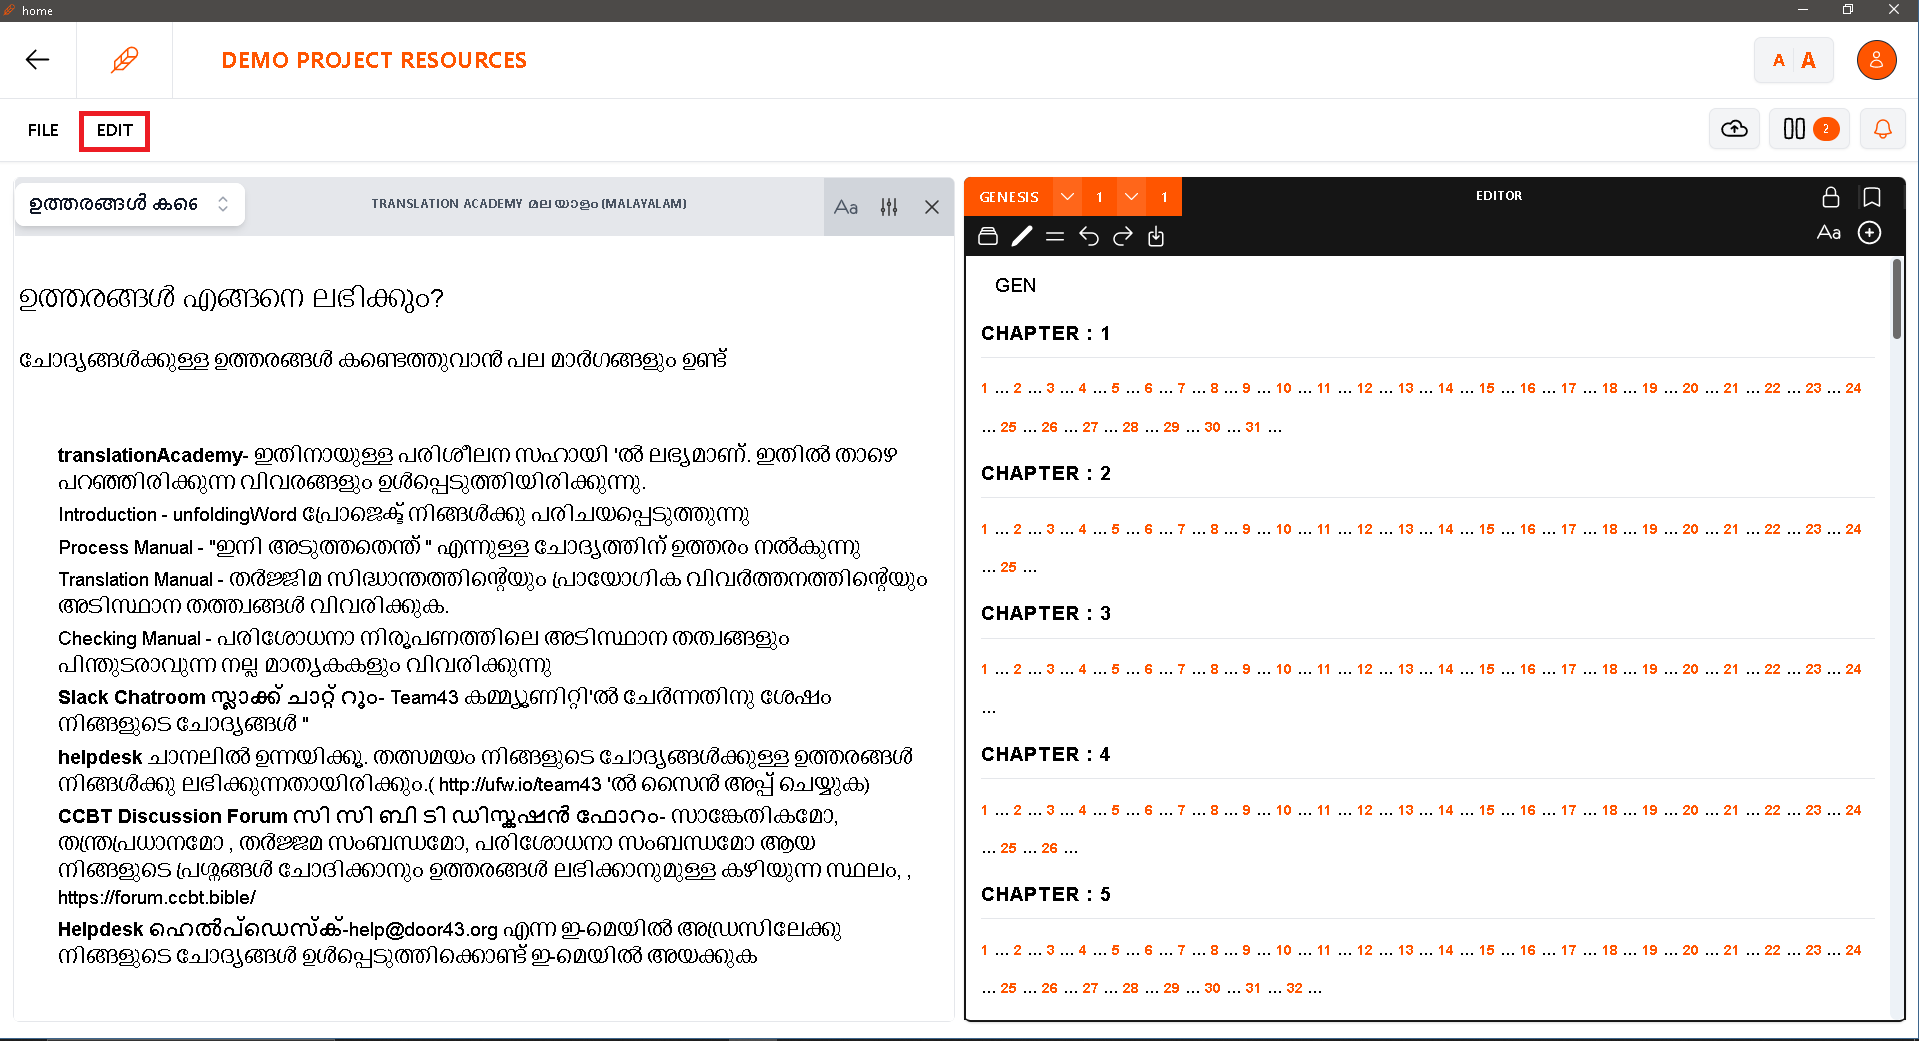 home
DEMO PROJECT RESOURCES
A A
FILE EDIT
2
ഉത്തരങ്ങൾ കണ്ടെ
TRANSLATION ACADEMY മലയാളം (MALAYALAM)
Aa
ഉത്തരങ്ങൾ എങ്ങനെ ലഭിക്കും?
ചോദ്യങ്ങൾക്കുള്ള ഉത്തരങ്ങൾ കണ്ടെത്തുവാൻ പല മാർഗങ്ങളും ഉണ്ട്
translationAcademy- ഇതിനായുള്ള പരിശീലന സഹായി 'ൽ ലഭ്യമാണ്. ഇതിൽ താഴെ
പറഞ്ഞിരിക്കുന്ന വിവരങ്ങളും ഉൾപ്പെടുത്തിയിരിക്കുന്നു.
Introduction - unfoldingWord പ്രോജെക്ട് നിങ്ങൾക്കു പരിചയപ്പെടുത്തുന്നു
Process Manual - "ഇനി അടുത്തതെന്ത് " എന്നുള്ള ചോദ്യത്തിന് ഉത്തരം നൽകുന്നു
Translation Manual - തർജ്ജിമ സിദ്ധാന്തത്തിന്റെയും പ്രായോഗിക വിവർത്തനത്തിന്റെയും
അടിസ്ഥാന തത്ത്വങ്ങൾ വിവരിക്കുക.
Checking Manual - പരിശോധനാ നിരൂപണത്തിലെ അടിസ്ഥാന തത്വങ്ങളും
പിന്തുടരാവുന്ന നല്ല മാതൃകകളും വിവരിക്കുന്നു
Slack Chatroom സ്ലാക്ക് ചാറ്റ് റൂം- Team43 കമ്മ്യൂണിറ്റി'ൽ ചേർന്നതിനു ശേഷം
നിങ്ങളുടെ ചോദ്യങ്ങൾ "
helpdesk ചാനലിൽ ഉന്നയിക്കൂ. തത്സമയം നിങ്ങളുടെ ചോദ്യങ്ങൾക്കുള്ള ഉത്തരങ്ങൾ
നിങ്ങൾക്കു ലഭിക്കുന്നതായിരിക്കും.( http://ufw.io/team43 'ൽ സൈൻ അപ്പ് ചെയ്യുക)
CCBT Discussion Forum സി സി ബി ടി ഡിസ്കഷൻ ഫോറം- സാങ്കേതികമോ,
തന്ത്രപ്രധാനമോ , തർജ്ജമ സംബന്ധമോ, പരിശോധനാ സംബന്ധമോ ആയ
നിങ്ങളുടെ പ്രശ്നങ്ങൾ ചോദിക്കാനും ഉത്തരങ്ങൾ ലഭിക്കാനുമുള്ള കഴിയുന്ന സ്ഥലം, ,
https://forum.ccbt.bible/
Helpdesk ഹെൽപ്ഡെസ്ക്-help@door43.org എന്ന ഇ-മെയിൽ അഡ്രസിലേക്കു
നിങ്ങളുടെ ചോദ്യങ്ങൾ ഉൾപ്പെടുത്തിക്കൊണ്ട് ഇ-മെയിൽ അയക്കുക
GENESIS 1 1
EDITOR
Aa
GEN
CHAPTER : 1
1 ... 2 ... 3 ... 4 ... 5 ... 6 ... 7 ... 8 ... 9 ... 10 ... 11 ... 12 ... 13 ... 14 ... 15 ... 16 ... 17 ... 18 ... 19 ... 20 ... 21 ... 22 ... 23 ... 24
... 25 ... 26 ... 27 ... 28 ... 29 ... 30 ... 31 ...
CHAPTER : 2
1 ... 2 ... 3 ... 4 ... 5 ... 6 ... 7 ... 8 ... 9 ... 10 ... 11 ... 12 ... 13 ... 14 ... 15 ... 16 ... 17 ... 18 ... 19 ... 20 ... 21 ... 22 ... 23 ... 24
... 25 ...
CHAPTER : 3
1 ... 2 ... 3 ... 4 ... 5 ... 6 ... 7 ... 8 ... 9 ... 10 ... 11 ... 12 ... 13 ... 14 ... 15 ... 16 ... 17 ... 18 ... 19 ... 20 ... 21 ... 22 ... 23 ... 24
...
CHAPTER : 4
1 ... 2 ... 3 ... 4 ... 5 ... 6 ... 7 ... 8 ... 9 ... 10 ... 11 ... 12 ... 13 ... 14 ... 15 ... 16 ... 17 ... 18 ... 19 ... 20 ... 21 ... 22 ... 23 ... 24
... 25 ... 26 ...
CHAPTER : 5
1 ... 2 ... 3 ... 4 ... 5 ... 6 ... 7 ... 8 ... 9 ... 10 ... 11 ... 12 ... 13 ... 14 ... 15 ... 16 ... 17 ... 18 ... 19 ... 20 ... 21 ... 22 ... 23 ... 24
... 25 ... 26 ... 27 ... 28 ... 29 ... 30 ... 31 ... 32 ...